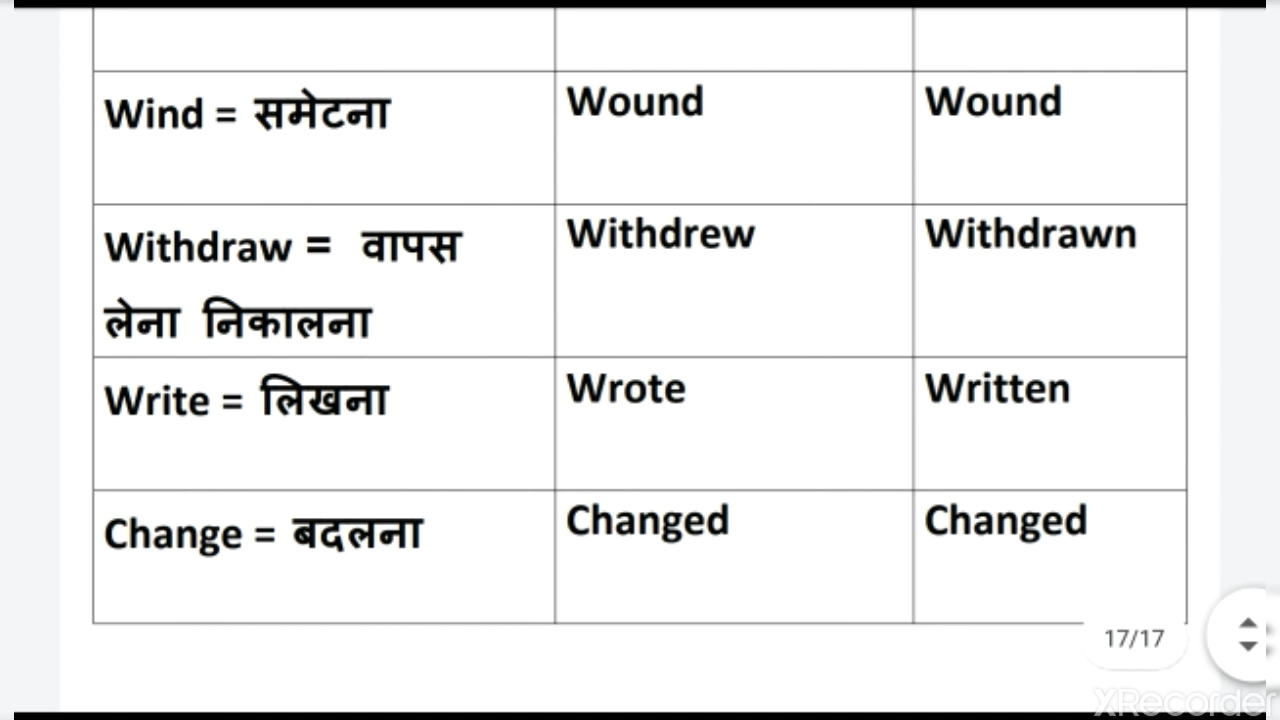 Wind = समेटना Wound Wound
Withdraw = वापस Withdrew Withdrawn
लेना निकालना
Write = लिखना Wrote Written
Change = बदलना Changed Changed
17/17
XRecorder